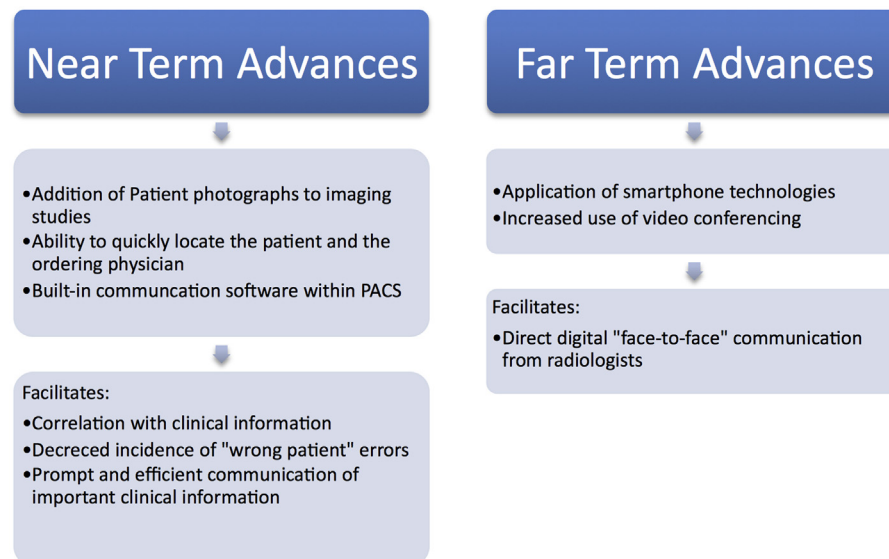 Near Term Advances
•Addition of Patient photographs to imaging
studies
•Ability to quickly locate the patient and the
ordering physician
•Built-in communcation software within PACS
Facilitates:
•Correlation with clinical information
•Decreced incidence of "wrong patient" errors
•Prompt and efficient communication of
important clinical information
Far Term Advances
•Application of smartphone technologies
•Increased use of video conferencing
Facilitates:
•Direct digital "face-to-face" communication
from radiologists